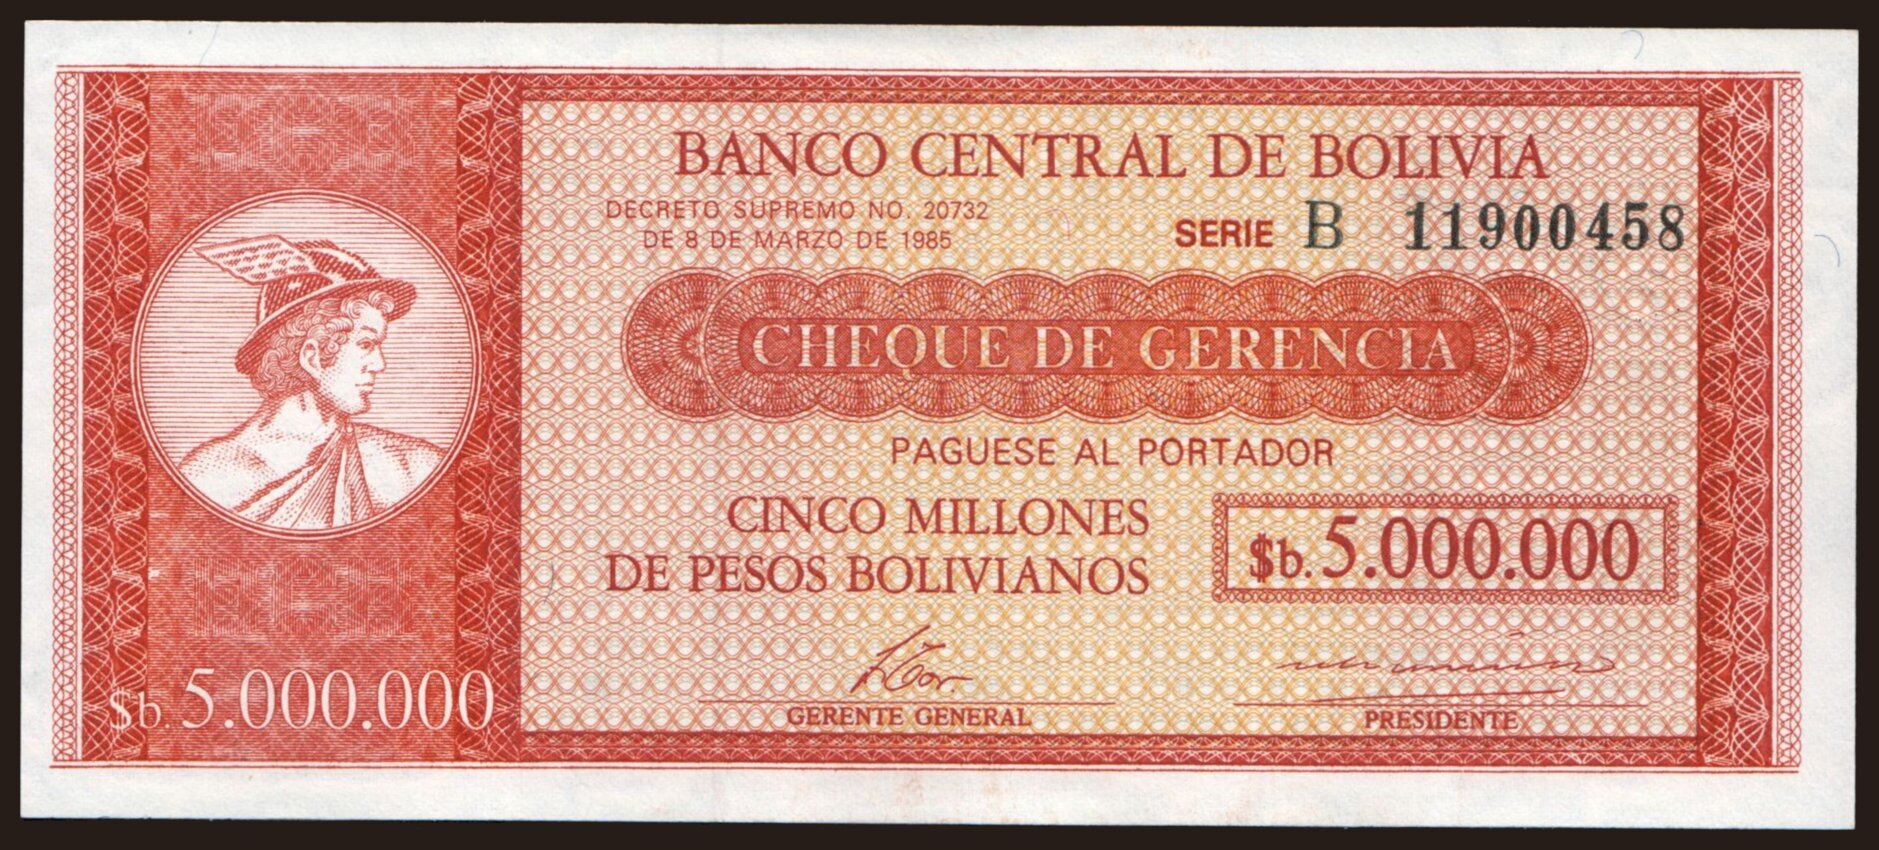 BANCO CENTRAL DE BOLIVIA
DECRETO SUPREMO NO. 20732
DE 8 DE MARZO DE 1985
SERIE B 11900458
CHEQUE DE GERENCIA
PAGUESE AL PORTADOR
CINCO MILLONES
DE PESOS BOLIVIANOS
$b. 5.000.000
$b. 5.000.000
GERENTE GENERAL
PRESIDENTE